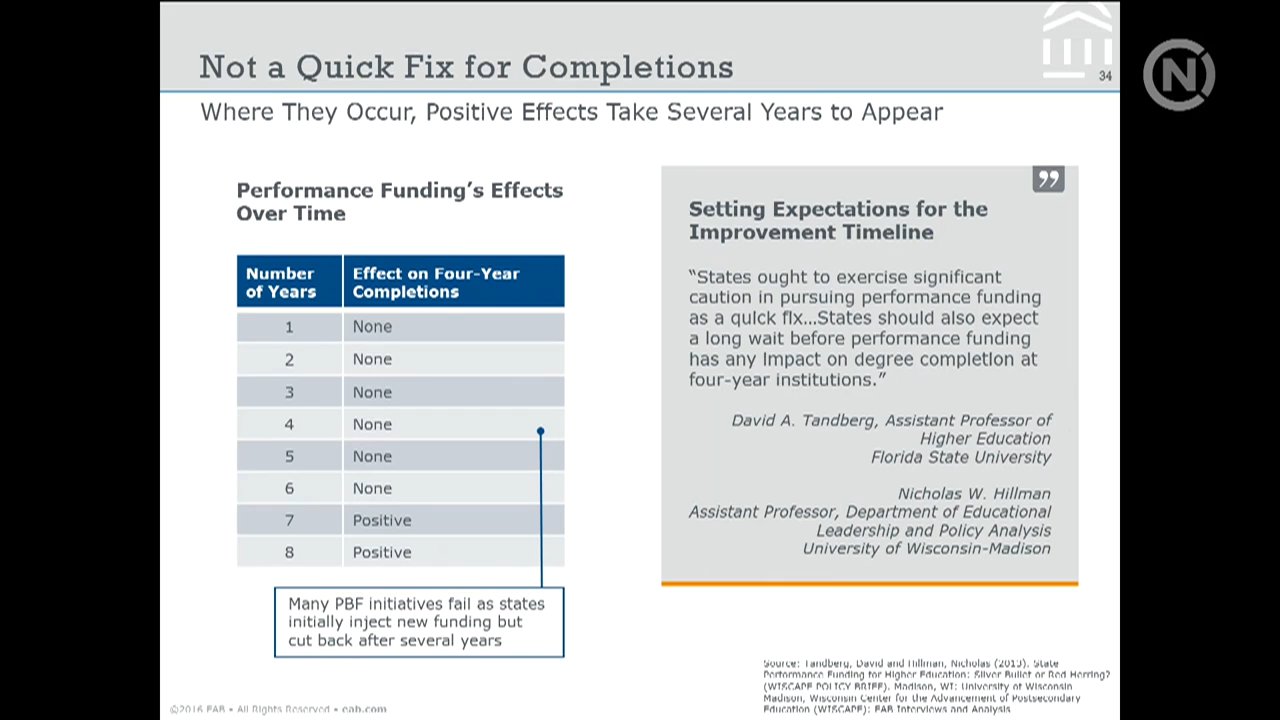 Not a Quick Fix for Completions
34
N
Where They Occur, Positive Effects Take Several Years to Appear
Performance Funding's Effects
Over Time
Number of Years Effect on Four-Year Completions
1 None
2 None
3 None
4 None
5 None
6 None
7 Positive
8 Positive
Many PBF initiatives fail as states
initially inject new funding but
cut back after several years
Setting Expectations for the
Improvement Timeline
“States ought to exercise significant
caution in pursuing performance funding
as a quick fix...States should also expect
a long wait before performance funding
has any impact on degree completion at
four-year institutions.”
David A. Tandberg, Assistant Professor of
Higher Education
Florida State University
Nicholas W. Hillman
Assistant Professor, Department of Educational
Leadership and Policy Analysis
University of Wisconsin-Madison
Source: Tandberg, David and Hillman, Nicholas State
Performance Funding for Higher Education: Silver Bullet or Red Herring?
(WISCAPE POLICY BRIEF). Madison, WI: University of Wisconsin
Madison, Wisconsin Center for the Advancement of Postsecondary
Education (WISCAPE); EAB Interviews and Analysis
©2016 EAB • All Rights Reserved • eab.com